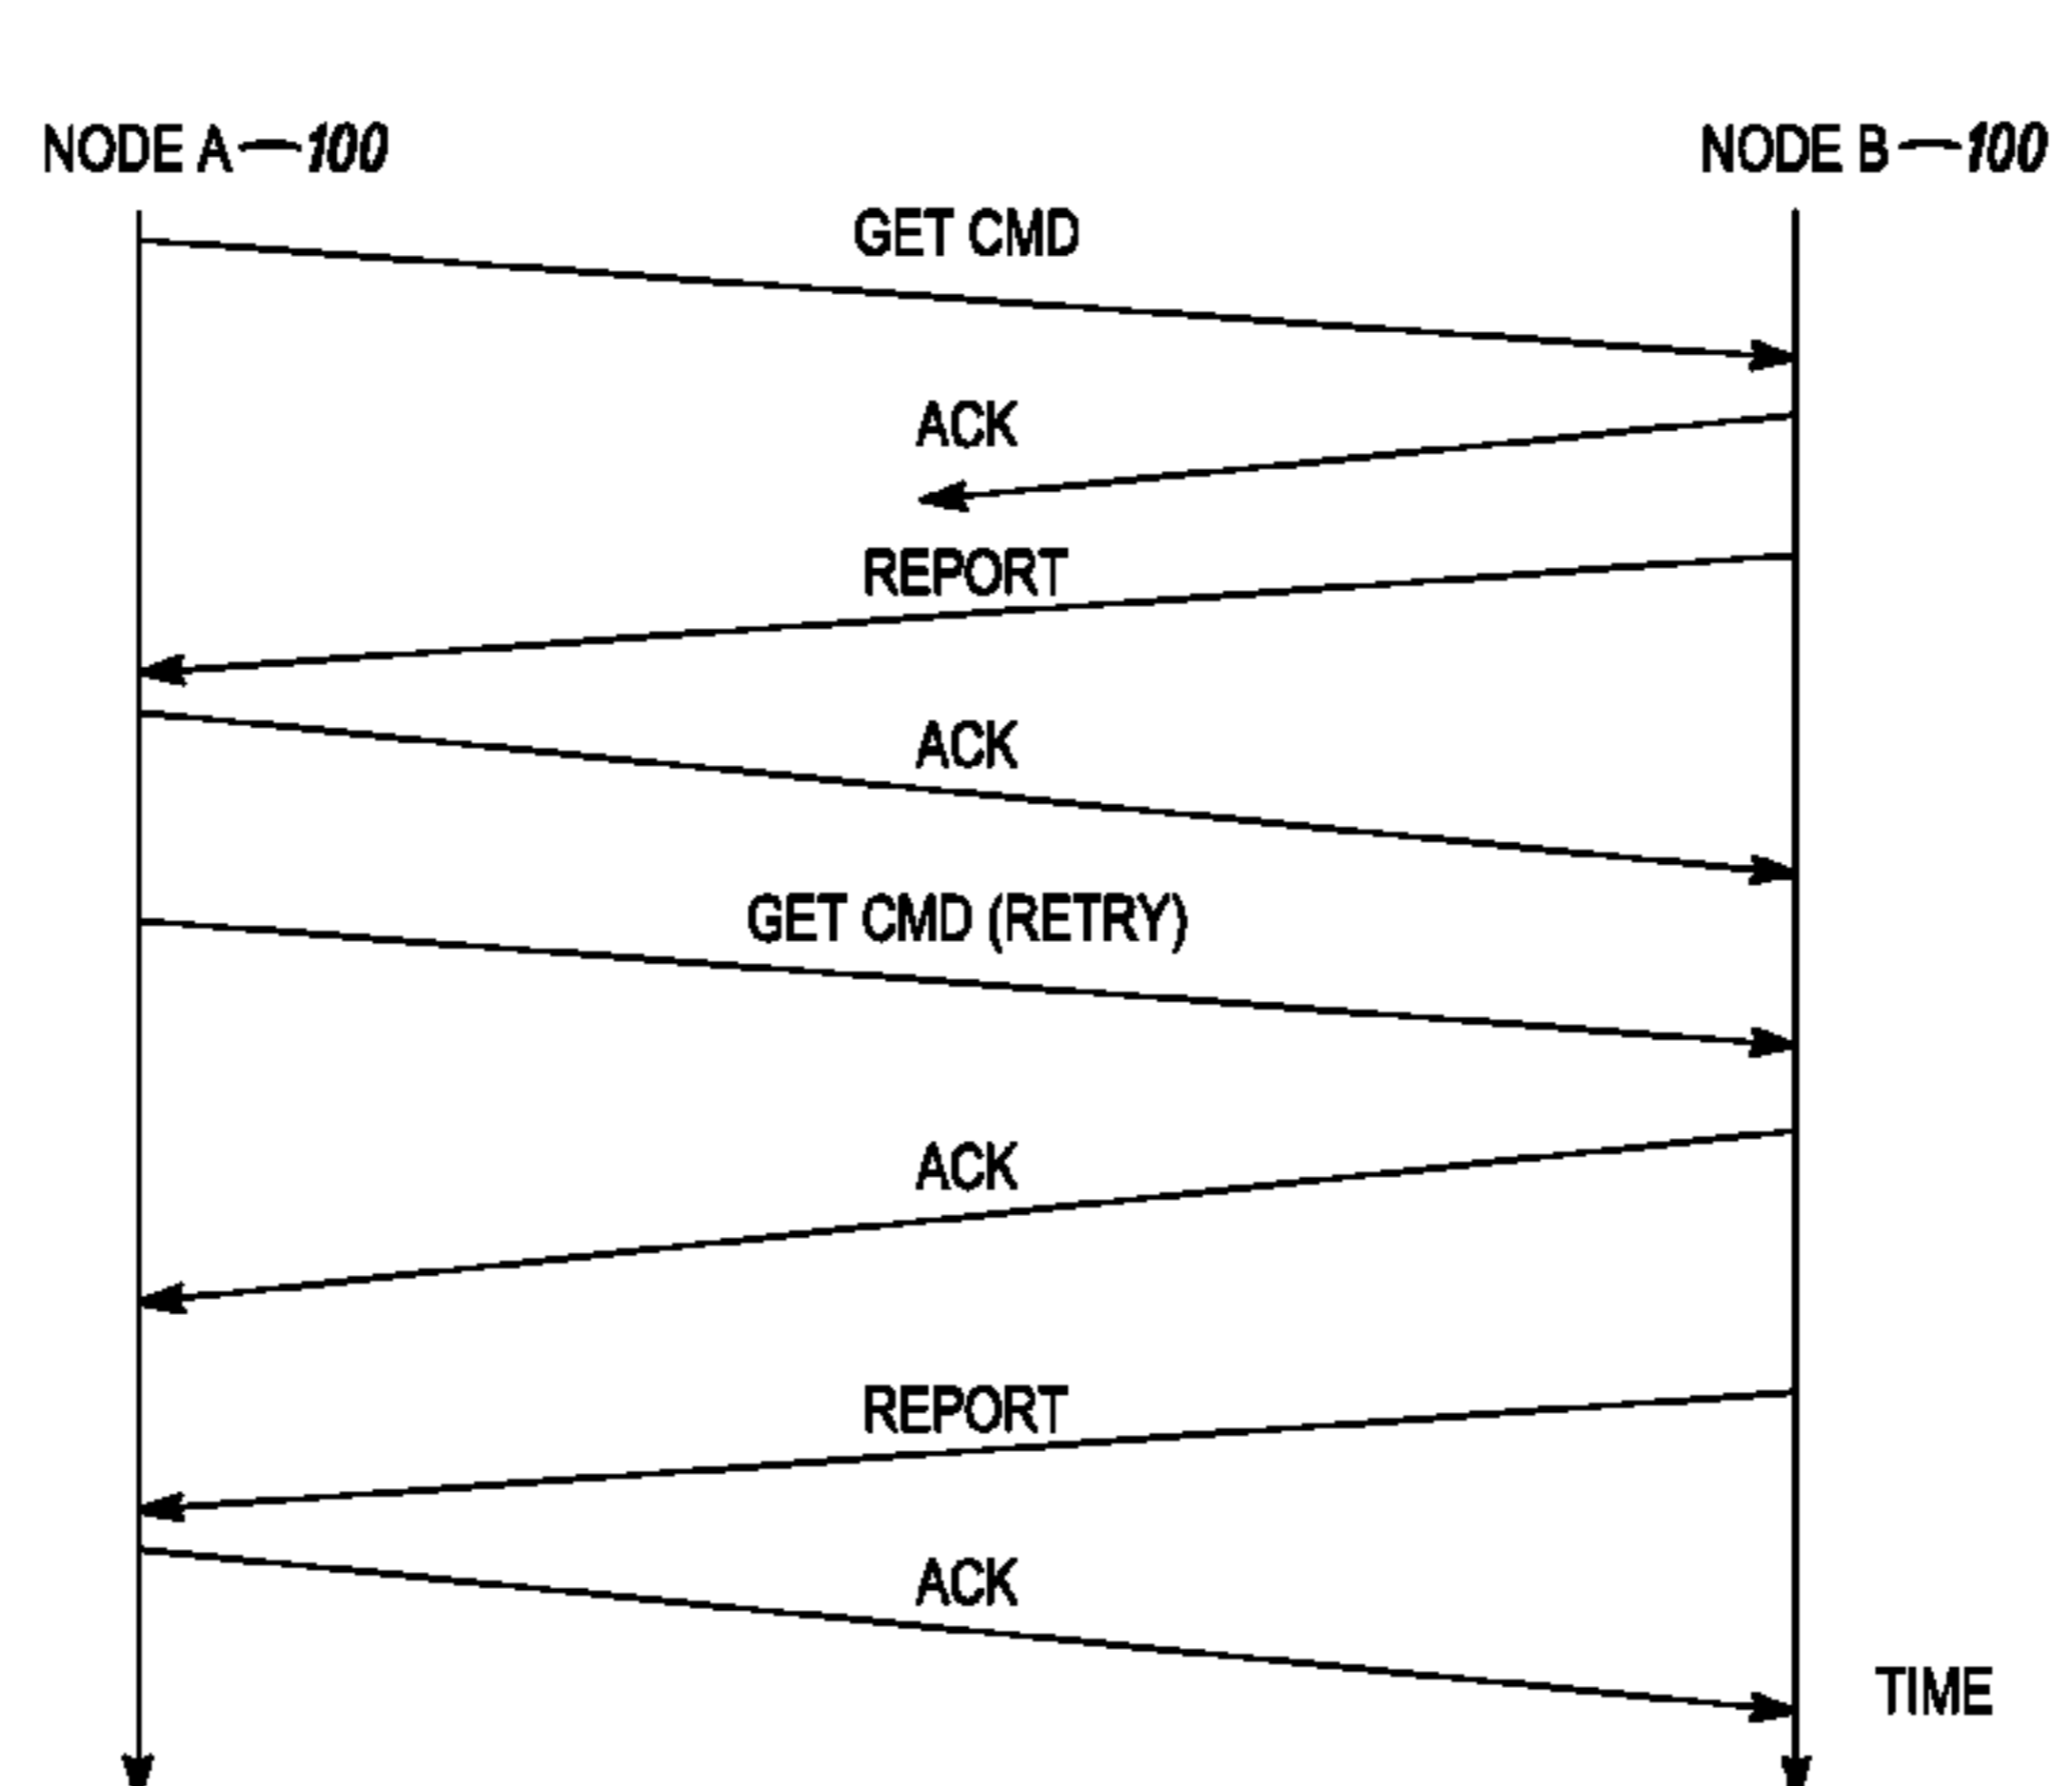 NODE A 100
NODE B 100
GET CMD
ACK
REPORT
ACK
GET CMD (RETRY)
ACK
REPORT
ACK
TIME